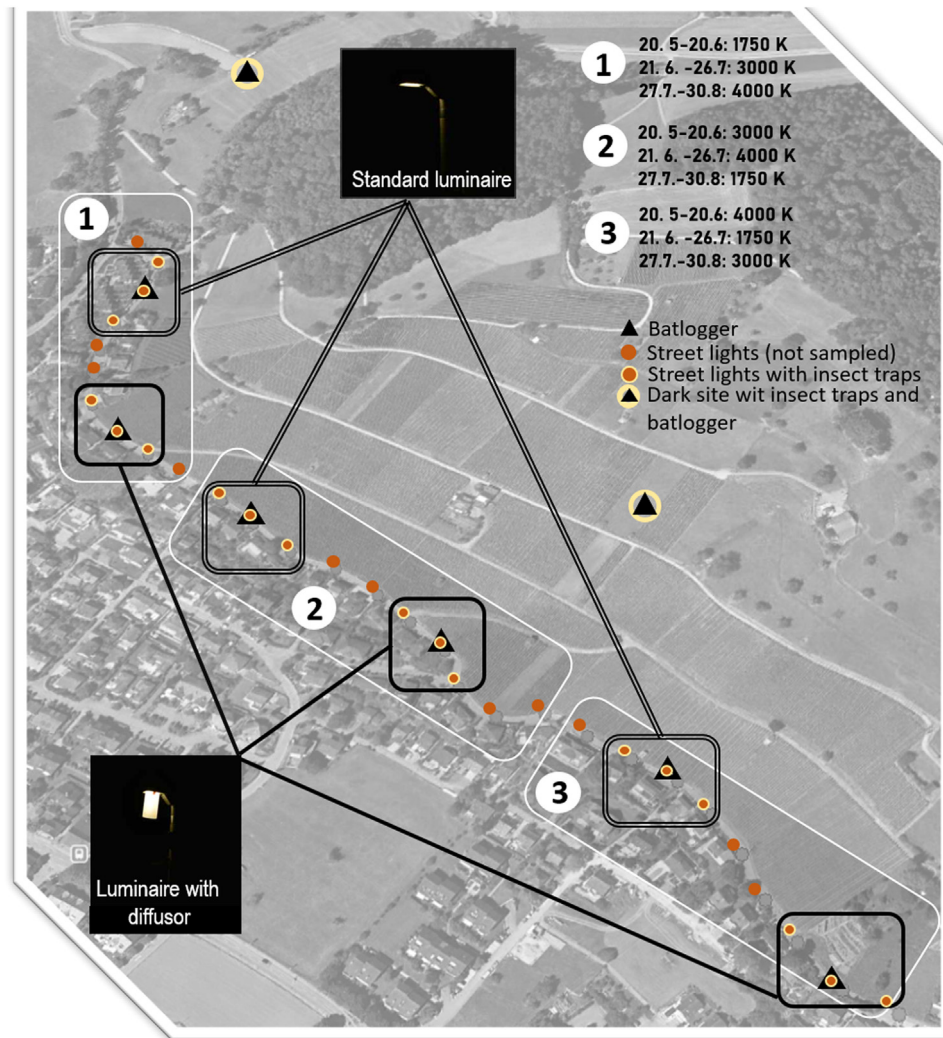 1
20. 5-20.6: 1750 K
21. 6. -26.7: 3000 K
27.7.-30.8: 4000 K
2
20. 5-20.6: 3000 K
21. 6. -26.7: 4000 K
27.7.-30.8: 1750 K
3
20. 5-20.6: 4000 K
21. 6. -26.7: 1750 K
27.7.-30.8: 3000 K
Standard luminaire
1
Batlogger
Street lights (not sampled)
Street lights with insect traps
Dark site wit insect traps and
batlogger
2
3
Luminaire with
diffusor